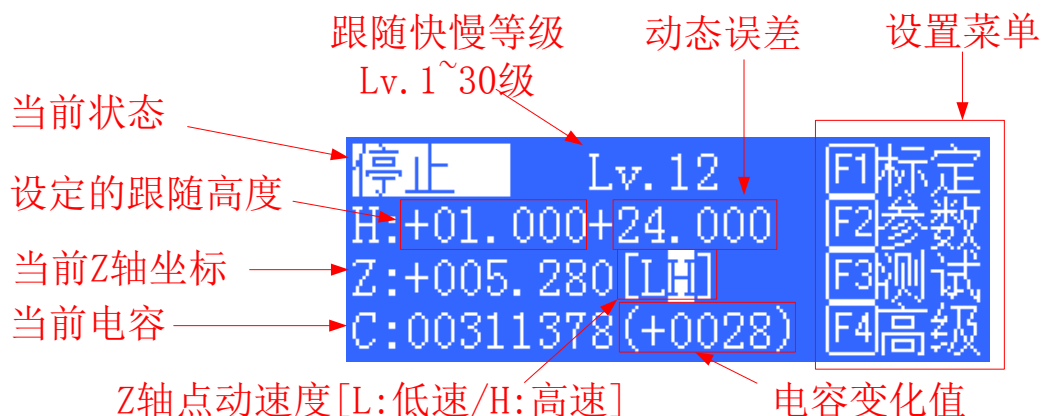 跟随快慢等级
Lv.1~30级
动态误差
设置菜单
当前状态
设定的跟随高度
当前Z轴坐标
当前电容
停止 Lv.12
H:+01.000+24.000
Z:+005.280[LH]
C:00311378(+0028)
F1标定
F2参数
F3测试
F4高级
Z轴点动速度[L:低速/H:高速]
电容变化值